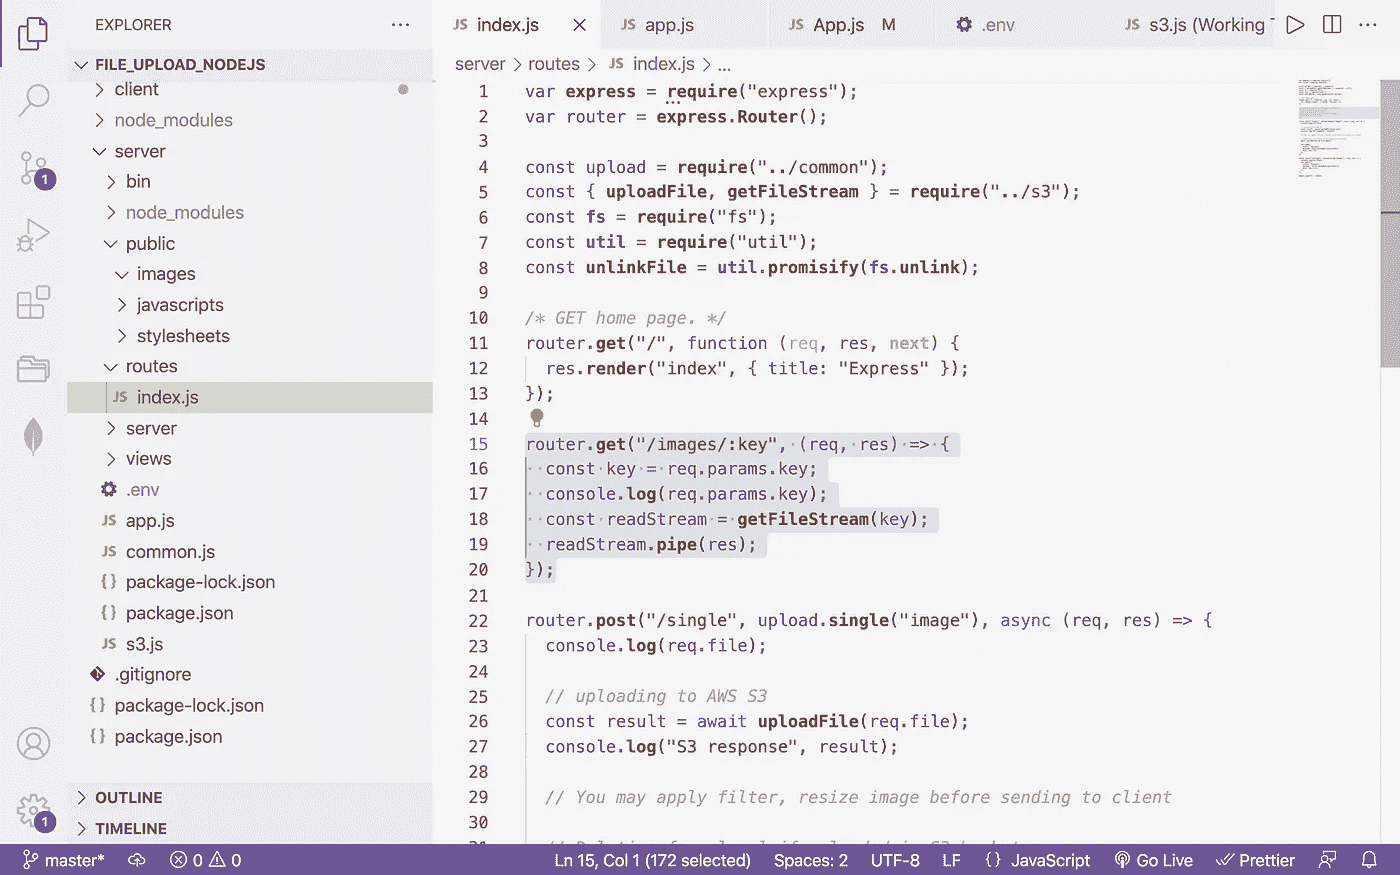 EXPLORER
FILE_UPLOAD_NODEJS
client
node_modules
server
bin
node_modules
public
images
javascripts
stylesheets
routes
JS index.js
server
views
.env
JS app.js
JS common.js
{} package-lock.json
{} package.json
JS s3.js
.gitignore
{} package-lock.json
{} package.json
OUTLINE
TIMELINE
1
1
JS index.js
JS app.js
JS App.js M
.env
JS s3.js (Working
server > routes > JS index.js > ...
1 var express = require("express");
2 var router = express.Router();
3
4 const upload = require("../common");
5 const { uploadFile, getFileStream } = require("../s3");
6 const fs = require("fs");
7 const util = require("util");
8 const unlinkFile = util.promisify(fs.unlink);
9
10 /* GET home page. */
11 router.get("/", function (req, res, next) {
12 res.render("index", { title: "Express" });
13 });
14
15 router.get("/images/:key", (req, res) => {
16 const key = req.params.key;
17 console.log(req.params.key);
18 const readStream = getFileStream(key);
19 readStream.pipe(res);
20 });
21
22 router.post("/single", upload.single("image"), async (req, res) => {
23 console.log(req.file);
24
25 // uploading to AWS S3
26 const result = await uploadFile(req.file);
27 console.log("S3 response", result);
28
29 // You may apply filter, resize image before sending to client
30
master* 0 0 Ln 15, Col 1 (172 selected) Spaces: 2 UTF-8 LF {} JavaScript Go Live Prettier